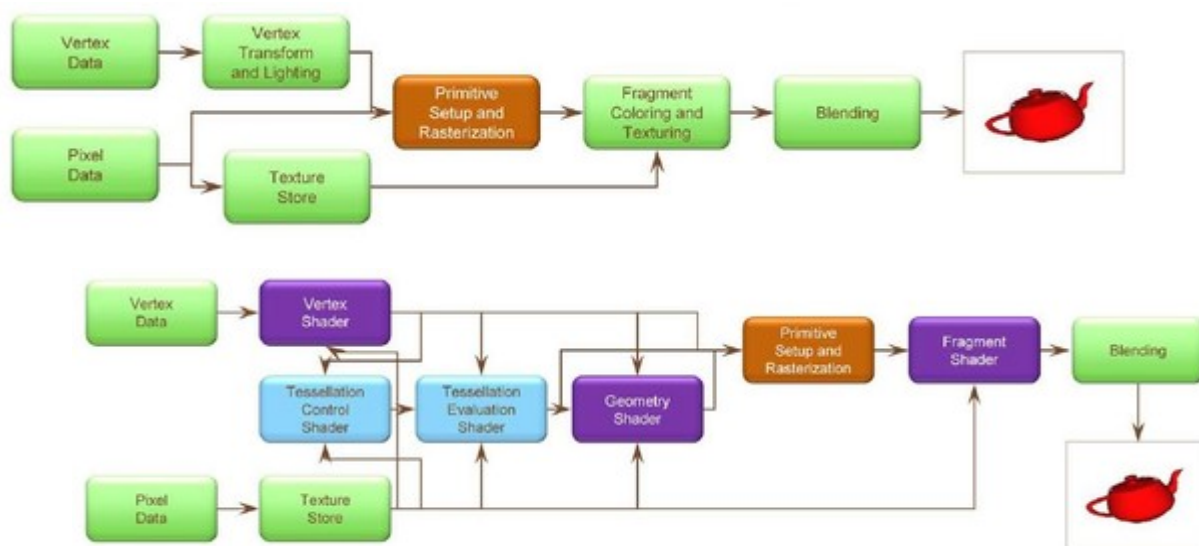 Vertex
Data
Vertex
Transform
and Lighting
Primitive
Setup and
Rasterization
Fragment
Coloring and
Texturing
Blending
Pixel
Data
Texture
Store
Vertex
Data
Vertex
Shader
Primitive
Setup and
Rasterization
Fragment
Shader
Blending
Tessellation
Control
Shader
Tessellation
Evaluation
Shader
Geometry
Shader
Pixel
Data
Texture
Store